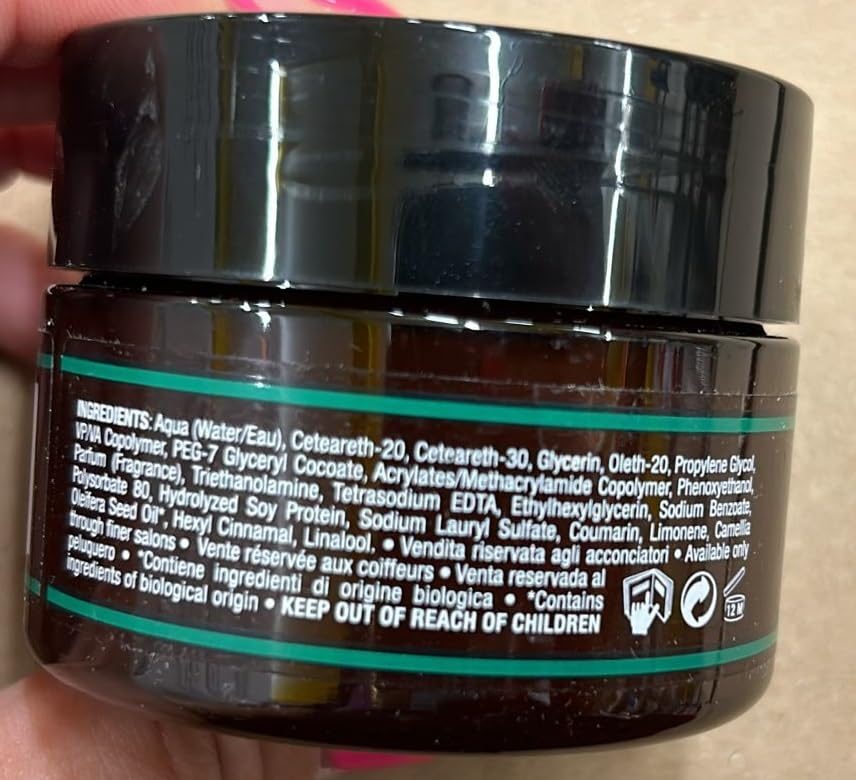 INGREDIENTS: Aqua (Water/Eau), Ceteareth-20, Ceteareth-30, Glycerin, Oleth-20, Propylene Glycol,
VP/VA Copolymer, PEG-7 Glyceryl Cocoate, Acrylates/Methacrylamide Copolymer, Phenoxyethanol,
Parfum (Fragrance), Triethanolamine, Tetrasodium EDTA, Ethylhexylglycerin, Sodium Benzoate,
Polysorbate 80, Hydrolyzed Soy Protein, Sodium Lauryl Sulfate, Coumarin, Limonene, Camellia
Oleifera Seed Oil*, Hexyl Cinnamal, Linalool. • Vendita riservata agli acconciatori • Available only
through finer salons • Vente réservée aux coiffeurs • Venta reservada al
peluguero • *Contiene ingredienti di origine biologica • *Contains
ingredients of biological origin • KEEP OUT OF REACH OF CHILDREN
12 M